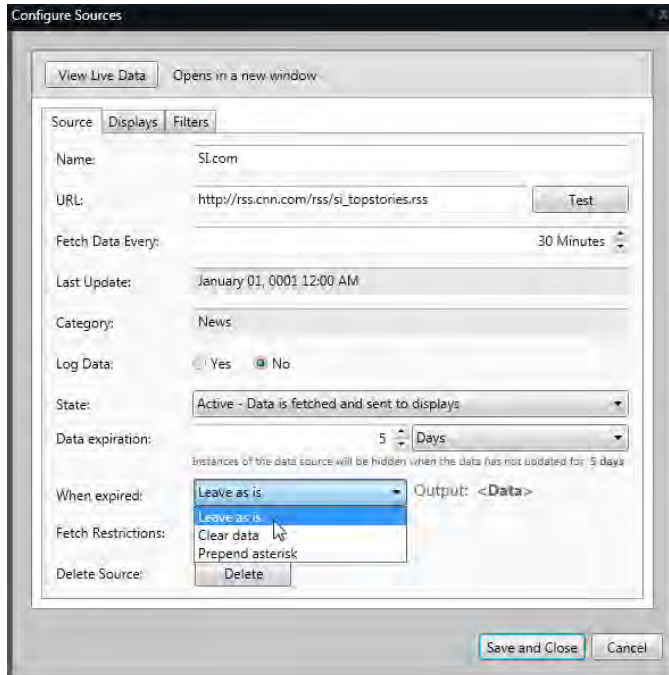 Configure Sources
View Live Data Opens in a new window
Source Displays Filters
Name: SI.com
URL: http://rss.cnn.com/rss/si_topstories.rss Test
Fetch Data Every: 30 Minutes
Last Update: January 01, 0001 12:00 AM
Category: News
Log Data: Yes No
State: Active - Data is fetched and sent to displays
Data expiration: 5 Days
Instances of the data source will be hidden when the data has not updated for 5 days
When expired: Leave as is Output: <Data>
Leave as is
Fetch Restrictions: Clear data
Prepend asterisk
Delete Source: Delete
Save and Close Cancel